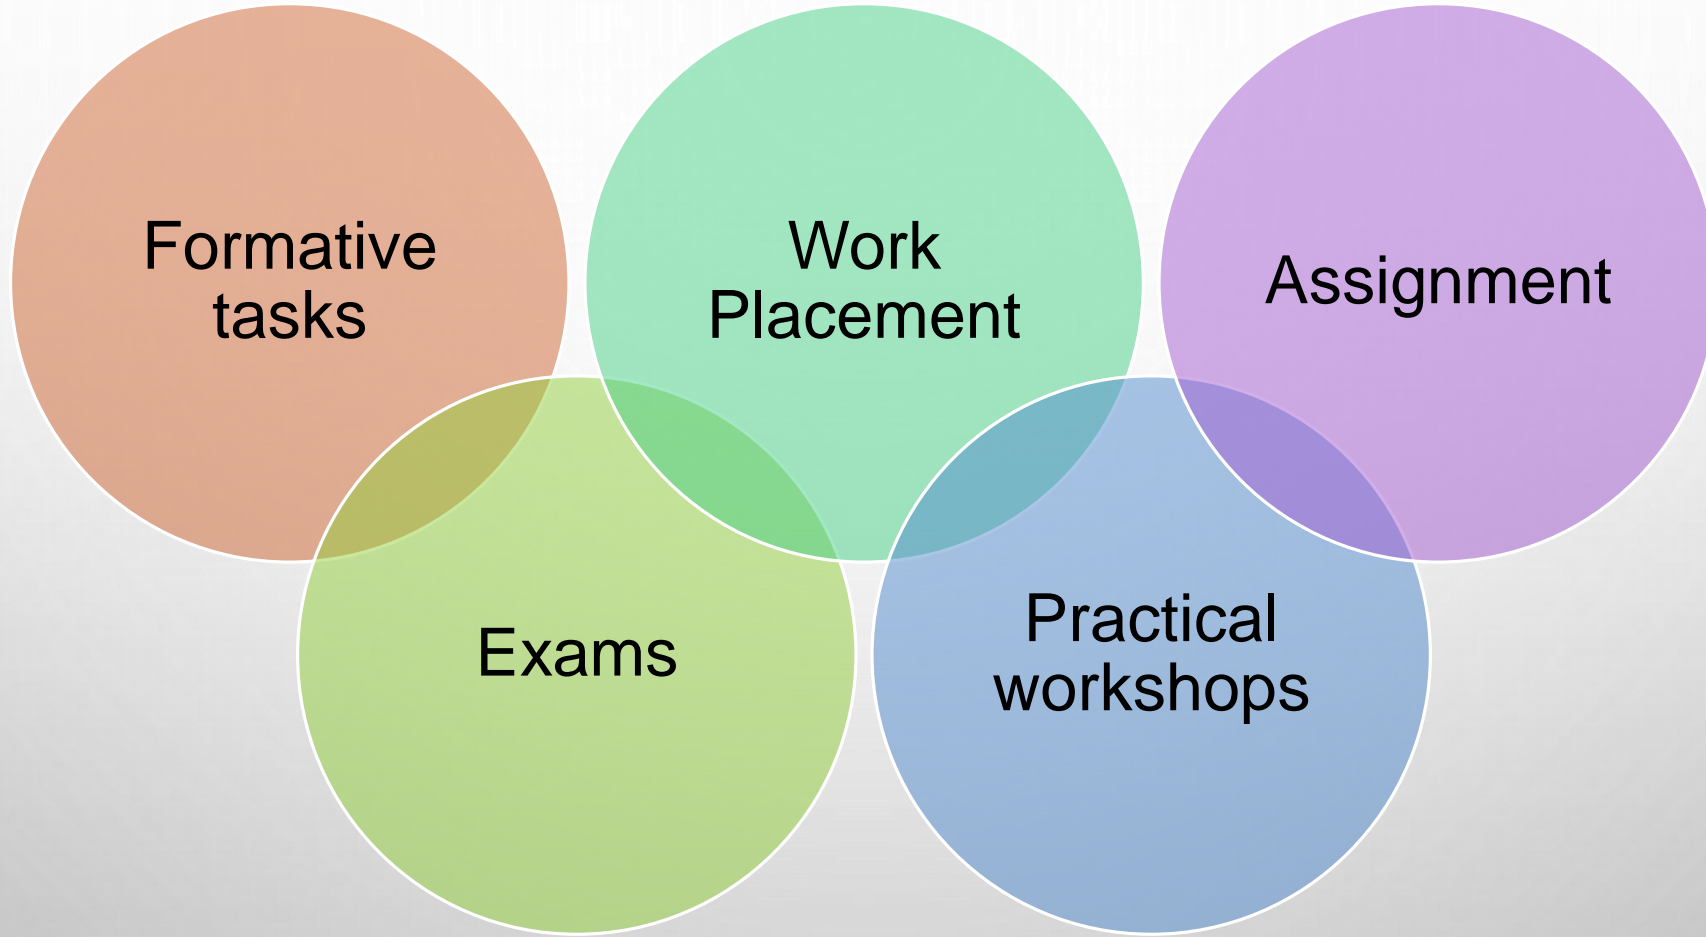 Formative
tasks
Work
Placement
Assignment
Exams
Practical
workshops